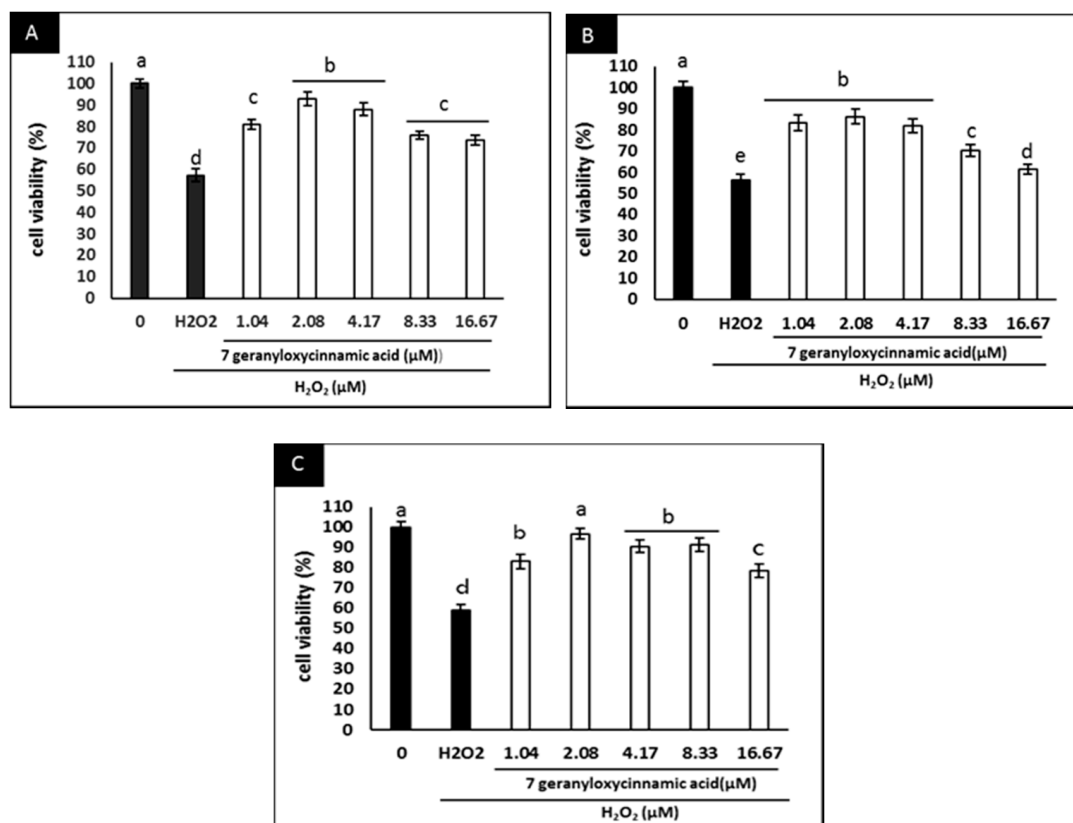 A
110
a
b
100
90
c
c
80
70
d
60
50
40
30
20
10
0
cell viability (%)
0 H2O2 1.04 2.08 4.17 8.33 16.67
7 geranyloxycinnamic acid (μM))
H₂O₂ (μM)
B
110
a
b
100
90
80
c
70
d
e
60
50
40
30
20
10
0
cell viability (%)
0 H2O2 1.04 2.08 4.17 8.33 16.67
7 geranyloxycinnamic acid(μM)
H₂O₂ (μM)
C
110
a
a
b
b
100
90
c
80
70
d
60
50
40
30
20
10
0
cell viability (%)
0 H2O2 1.04 2.08 4.17 8.33 16.67
7 geranyloxycinnamic acid(μM)
H₂O₂ (μM)